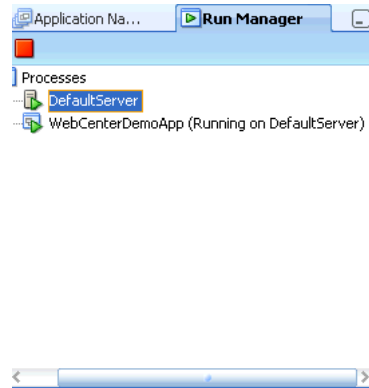 Application Na... Run Manager
Processes
DefaultServer
WebCenterDemoApp (Running on DefaultServer)